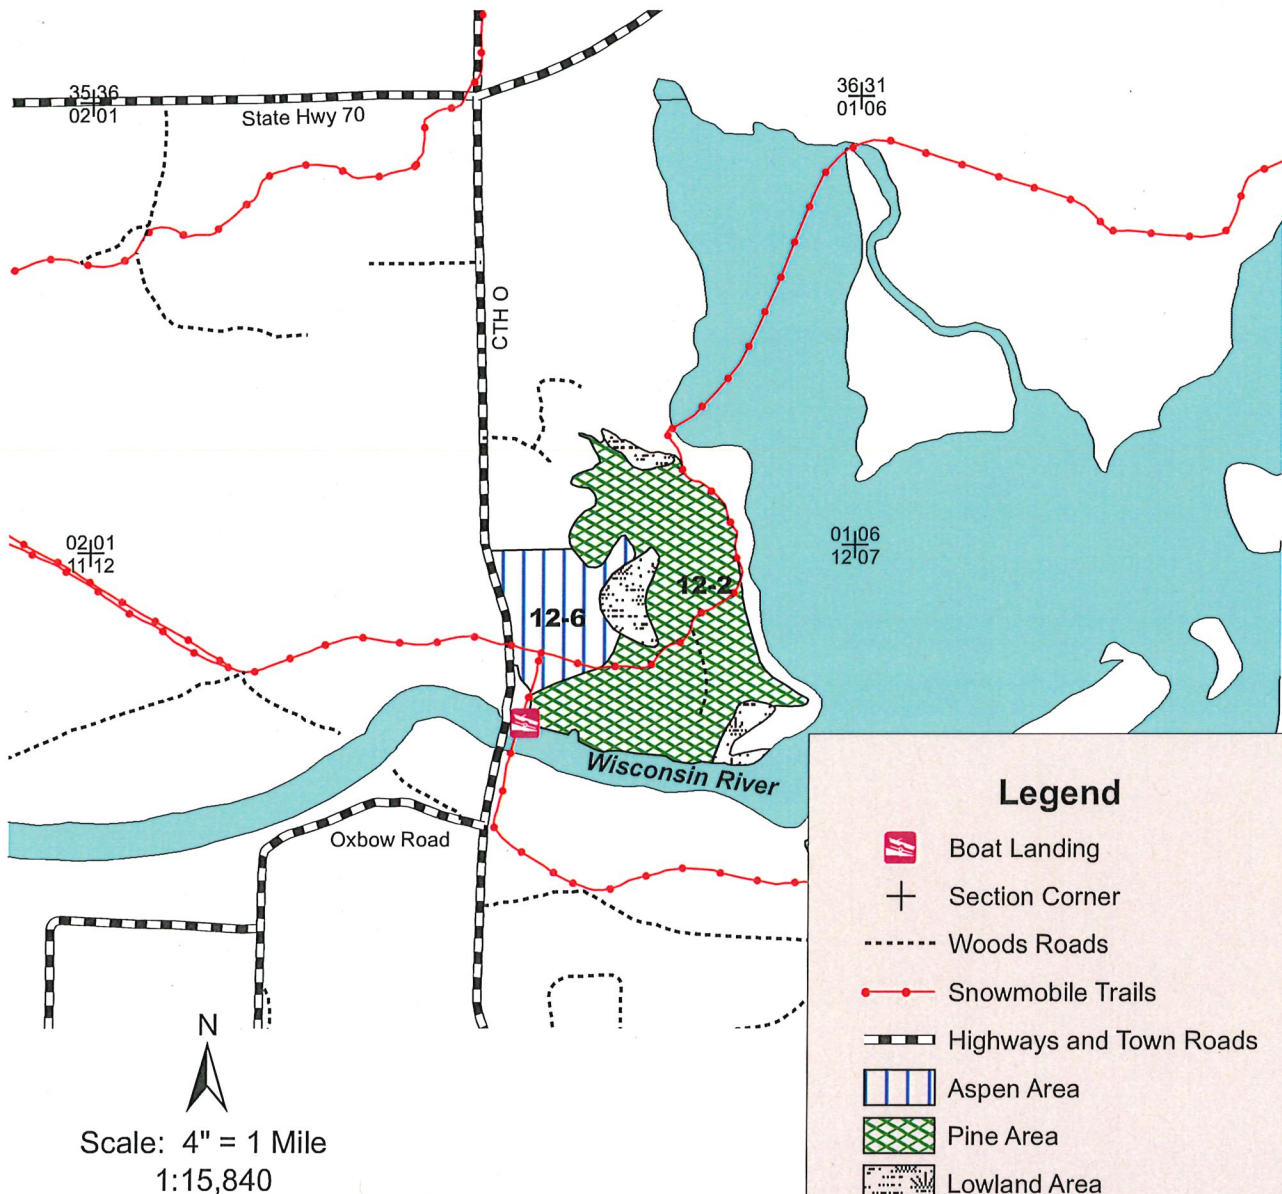 35 36
02 01
State Hwy 70
36 31
01 06
CTH O
02 01
11 12
01 06
12 07
12-2
12-6
Wisconsin River
Oxbow Road
N
Scale: 4" = 1 Mile
1:15,840
Legend
Boat Landing
Section Corner
Woods Roads
Snowmobile Trails
Highways and Town Roads
Aspen Area
Pine Area
Lowland Area